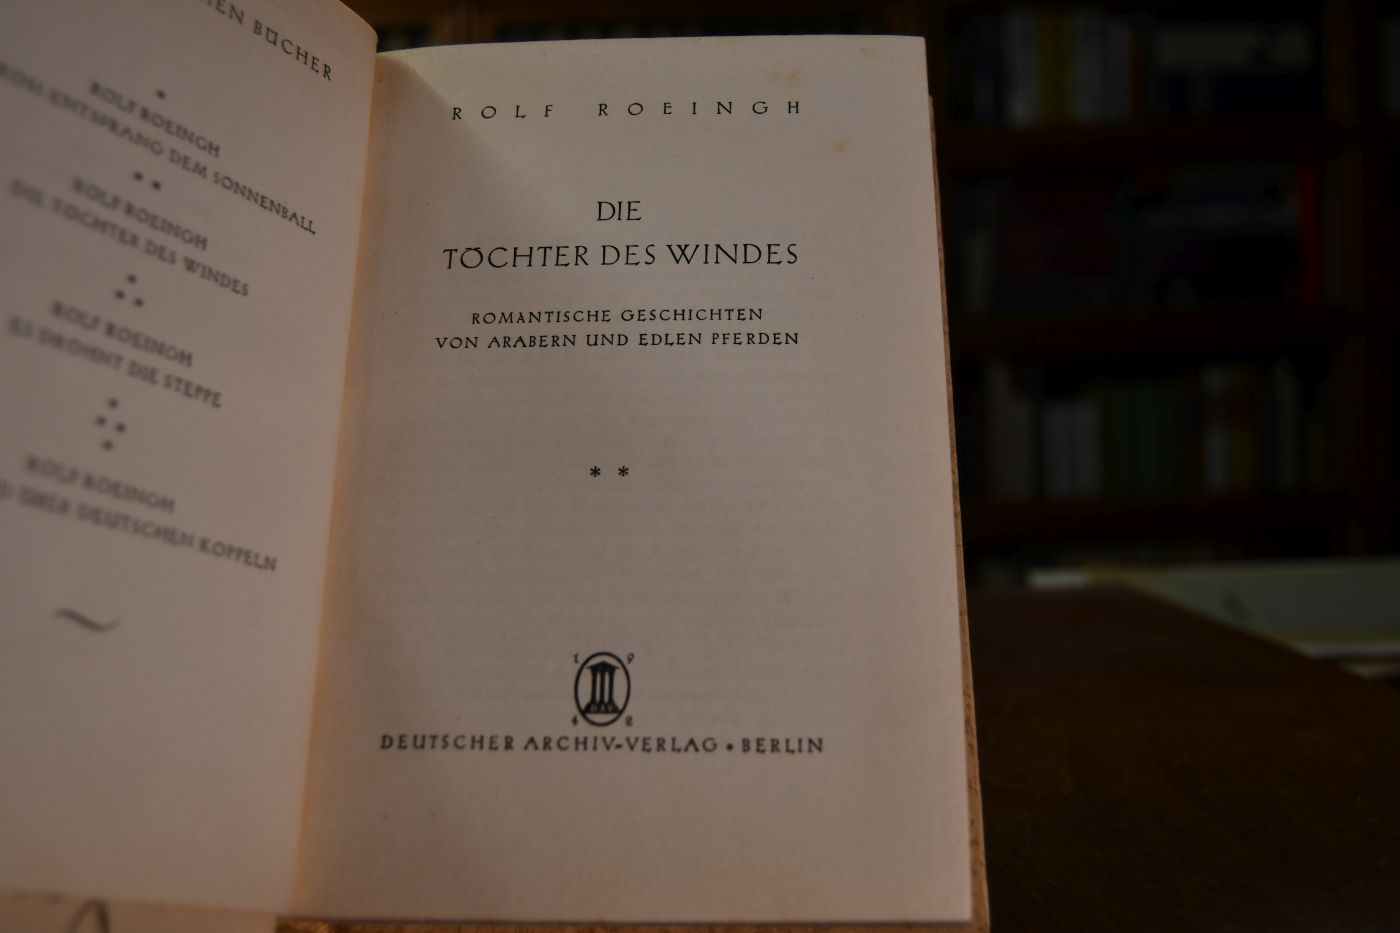 BÜCHER
*
ROLF ROEINGH
ROSS ENTSPRANG DEM SONNENBALL
* *
ROLF ROEINGH
DIE TÖCHTER DES WINDES
* * *
ROLF ROEINGH
ES DRÖHNT DIE STEPPE
* * * *
ROLF ROEINGH
ÜBER DEUTSCHEN KOPPELN
~
ROLF ROEINGH
DIE
TÖCHTER DES WINDES
ROMANTISCHE GESCHICHTEN
VON ARABERN UND EDLEN PFERDEN
* *
19
DAV
42
DEUTSCHER ARCHIV-VERLAG • BERLIN